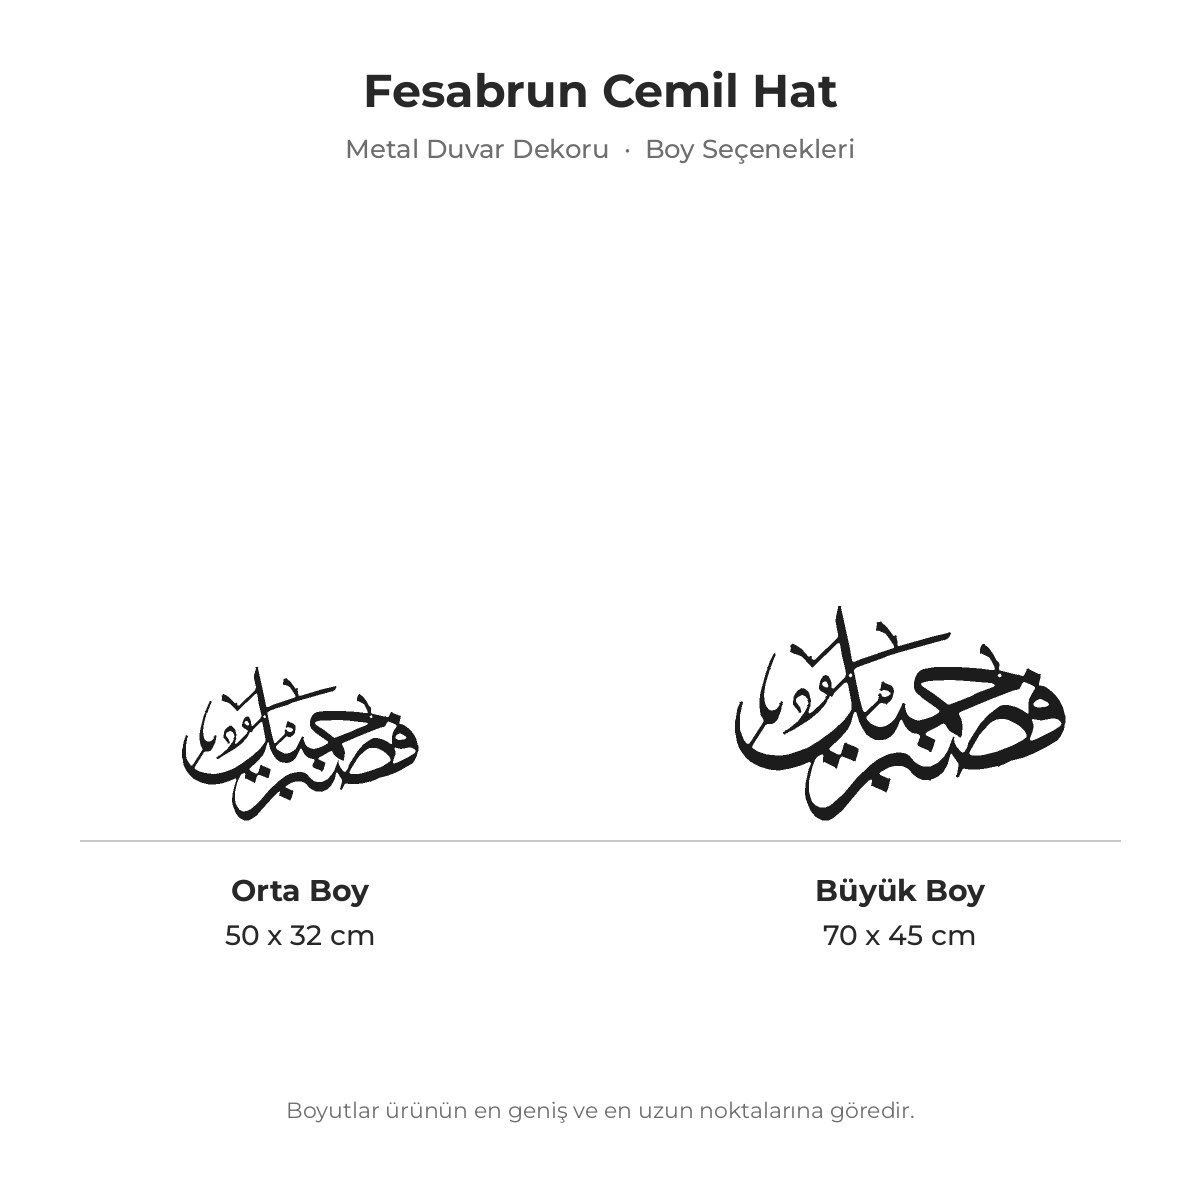 Fesabrun Cemil Hat
Metal Duvar Dekoru · Boy Seçenekleri
فصبر جميل
فصبر جميل
Orta Boy
50 x 32 cm
Büyük Boy
70 x 45 cm
Boyutlar ürünün en geniş ve en uzun noktalarına göredir.